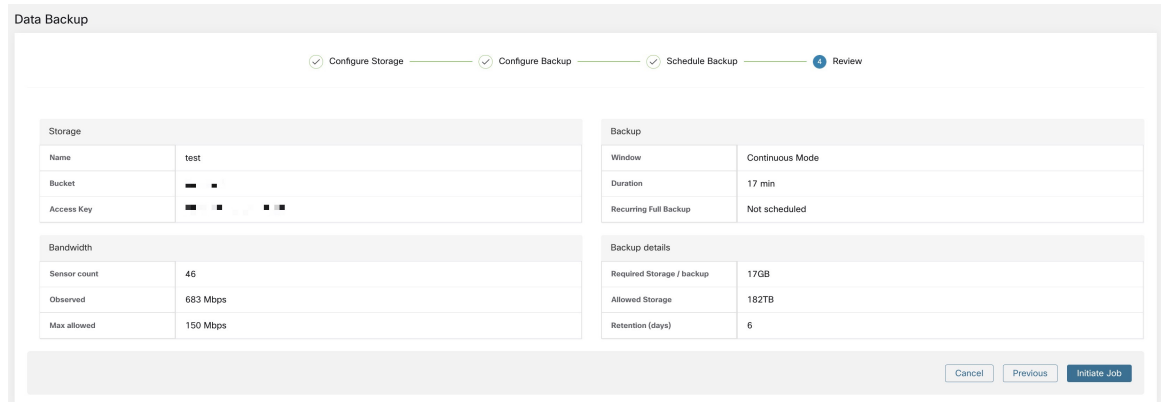 Data Backup
Configure Storage Configure Backup Schedule Backup 4 Review
Storage
Name test
Bucket
Access Key
Backup
Window Continuous Mode
Duration 17 min
Recurring Full Backup Not scheduled
Bandwidth
Sensor count 46
Observed 683 Mbps
Max allowed 150 Mbps
Backup details
Required Storage / backup 17GB
Allowed Storage 182TB
Retention (days) 6
Cancel Previous Initiate Job